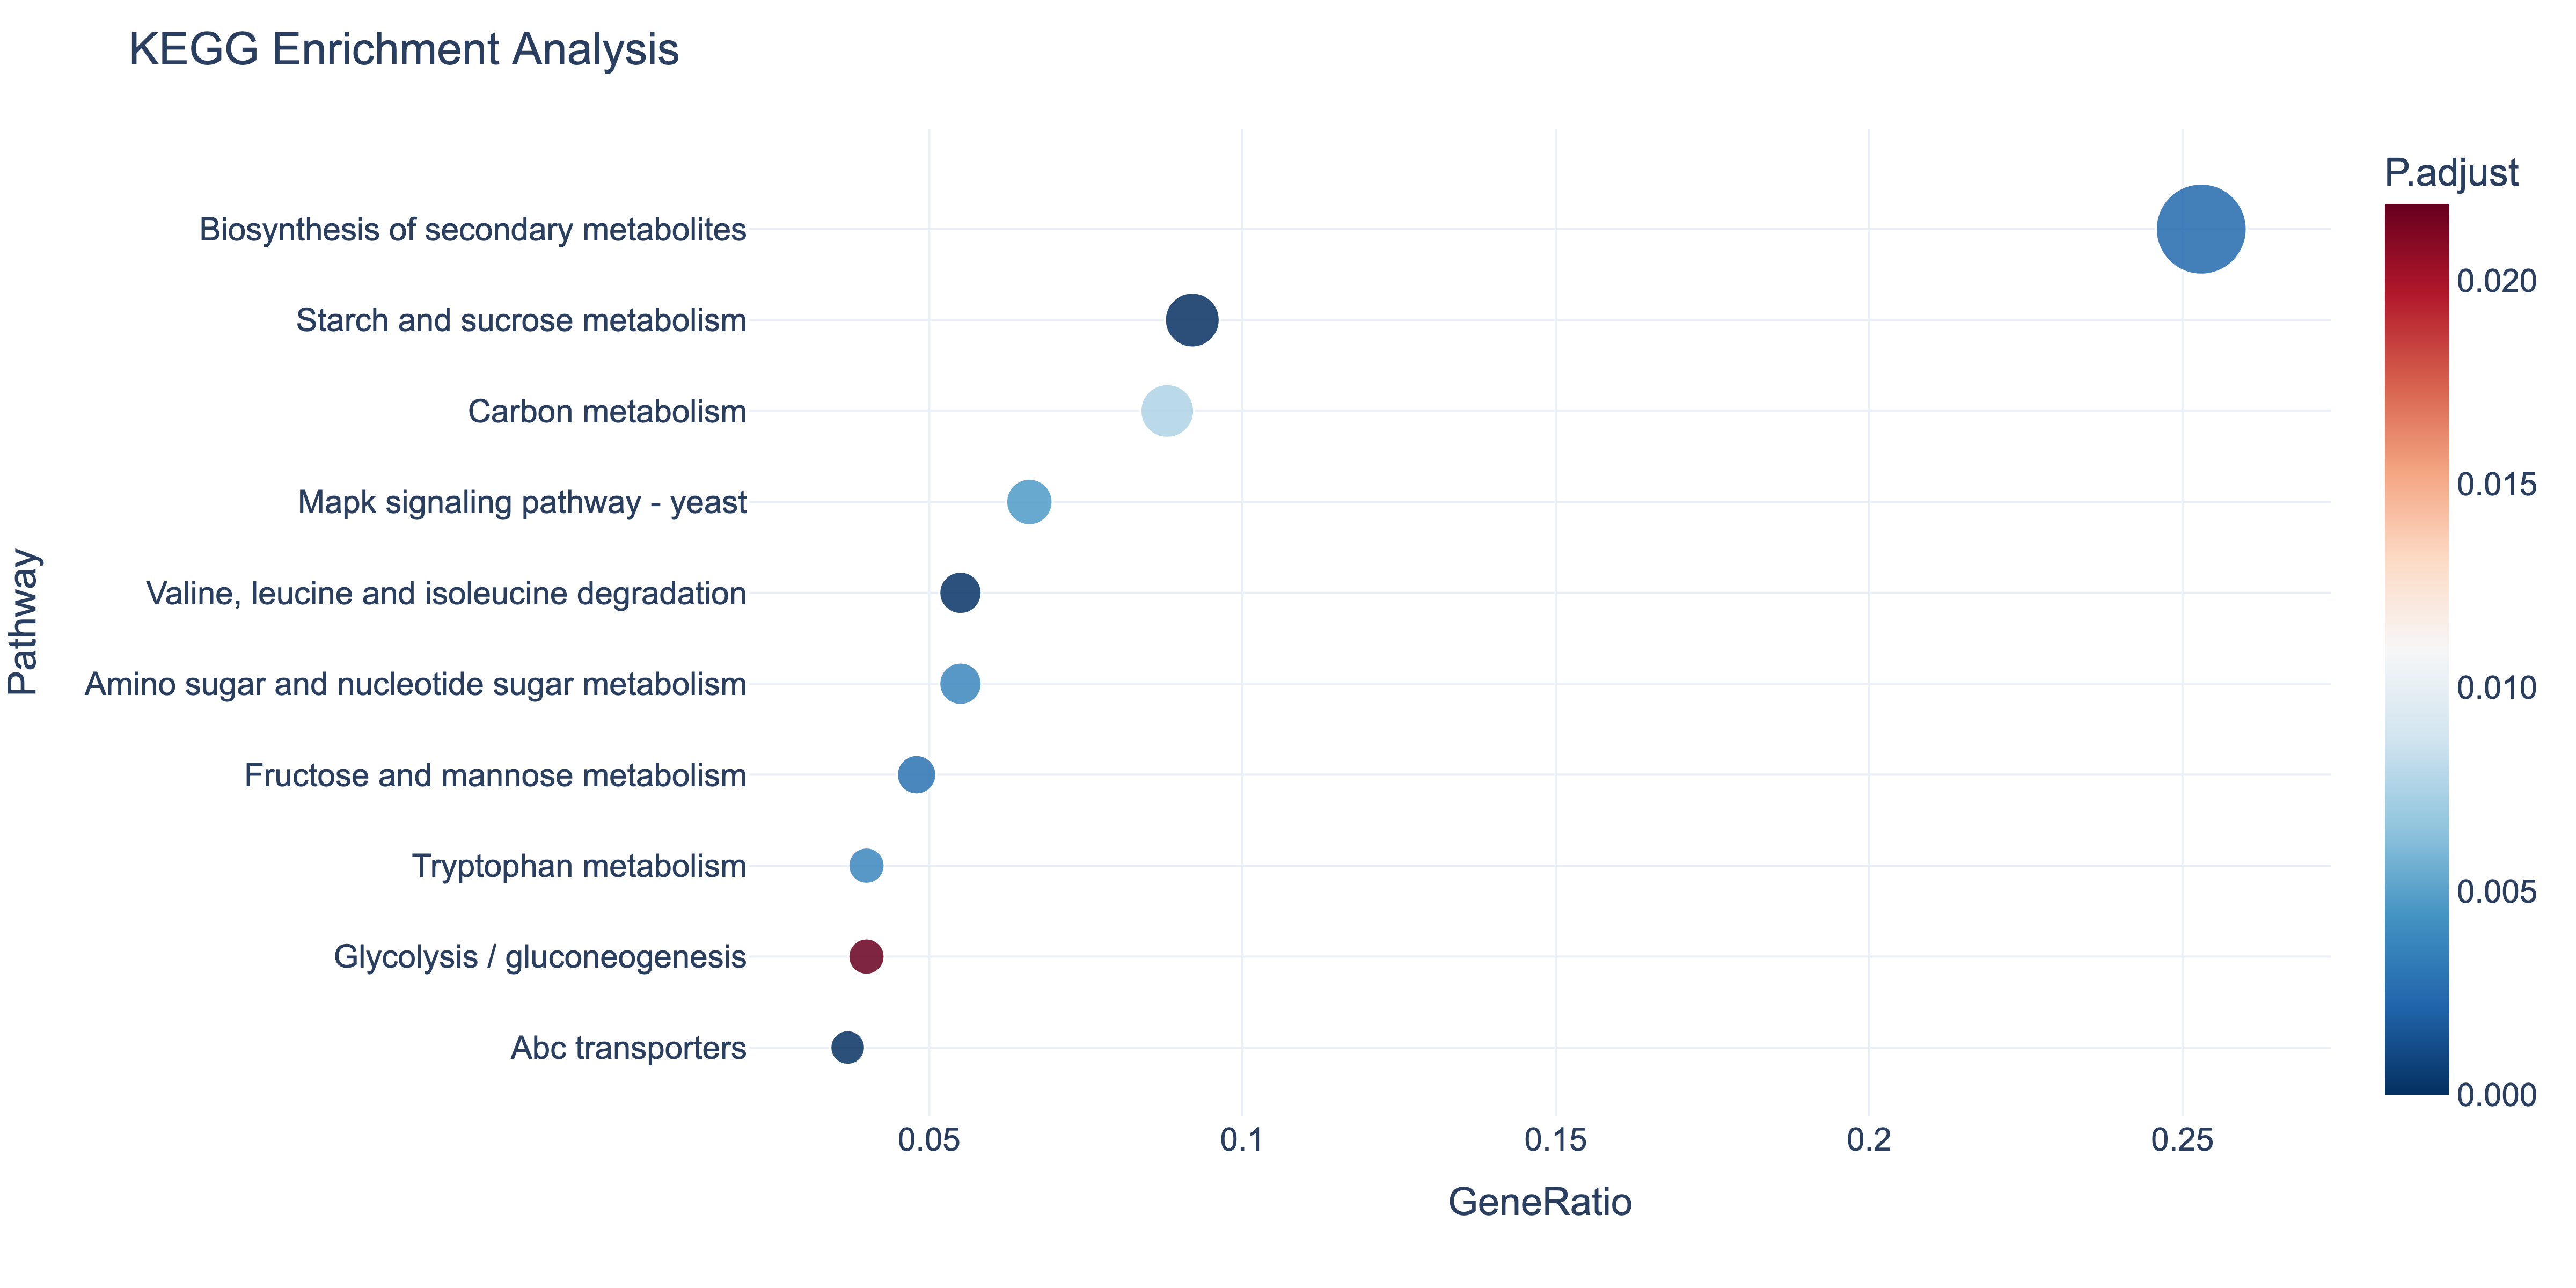 KEGG Enrichment Analysis
P.adjust
Biosynthesis of secondary metabolites
Starch and sucrose metabolism
Carbon metabolism
Mapk signaling pathway - yeast
Valine, leucine and isoleucine degradation
Amino sugar and nucleotide sugar metabolism
Fructose and mannose metabolism
Tryptophan metabolism
Glycolysis / gluconeogenesis
Abc transporters
Pathway
0.020
0.015
0.010
0.005
0.000
0.05
0.1
0.15
0.2
0.25
GeneRatio